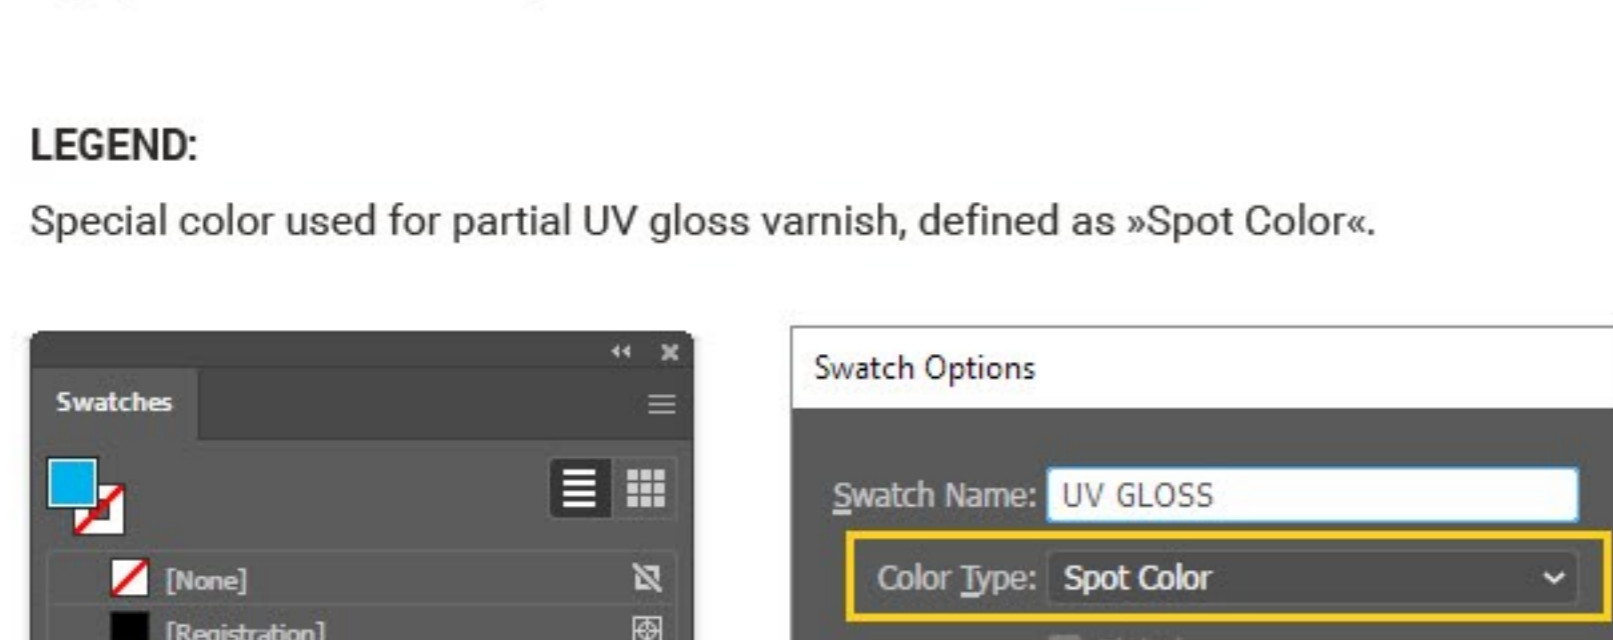 LEGEND:
Special color used for partial UV gloss varnish, defined as »Spot Color«.
Swatches
[None]
[Registration]
Swatch Options
Swatch Name: UV GLOSS
Color Type: Spot Color